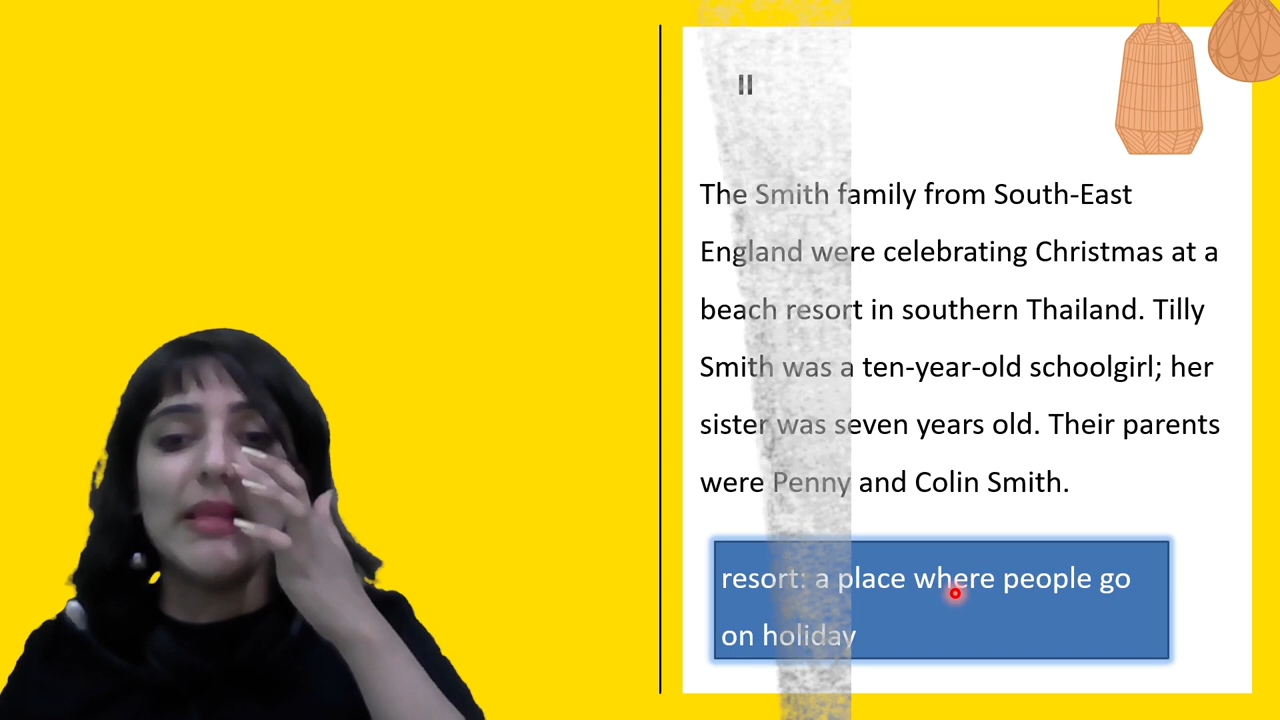 II
The Smith family from South-East
England were celebrating Christmas at a
beach resort in southern Thailand. Tilly
Smith was a ten-year-old schoolgirl; her
sister was seven years old. Their parents
were Penny and Colin Smith.
resort: a place where people go
on holiday